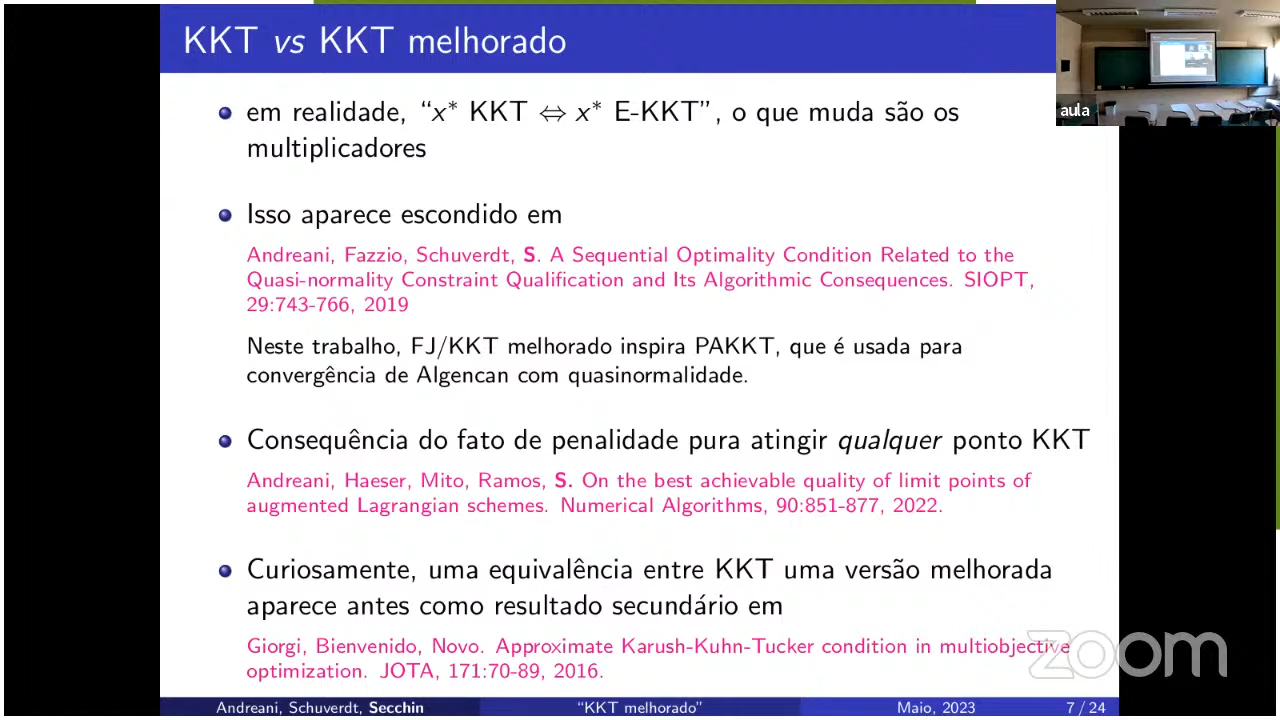 KKT vs KKT melhorado
aula
em realidade, “x* KKT ⇔ x* E-KKT”, o que muda são os
multiplicadores
Isso aparece escondido em
Andreani, Fazzio, Schuverdt, S. A Sequential Optimality Condition Related to the
Quasi-normality Constraint Qualification and Its Algorithmic Consequences. SIOPT,
29:743-766, 2019
Neste trabalho, FJ/KKT melhorado inspira PAKKT, que é usada para
convergência de Algencan com quasinormalidade.
Consequência do fato de penalidade pura atingir qualquer ponto KKT
Andreani, Haeser, Mito, Ramos, S. On the best achievable quality of limit points of
augmented Lagrangian schemes. Numerical Algorithms, 90:851-877, 2022.
Curiosamente, uma equivalência entre KKT uma versão melhorada
aparece antes como resultado secundário em
Giorgi, Bienvenido, Novo. Approximate Karush-Kuhn-Tucker condition in multiobjective
optimization. JOTA, 171:70-89, 2016.
zoom
Andreani, Schuverdt, Secchin “KKT melhorado” Maio, 2023 7 / 24